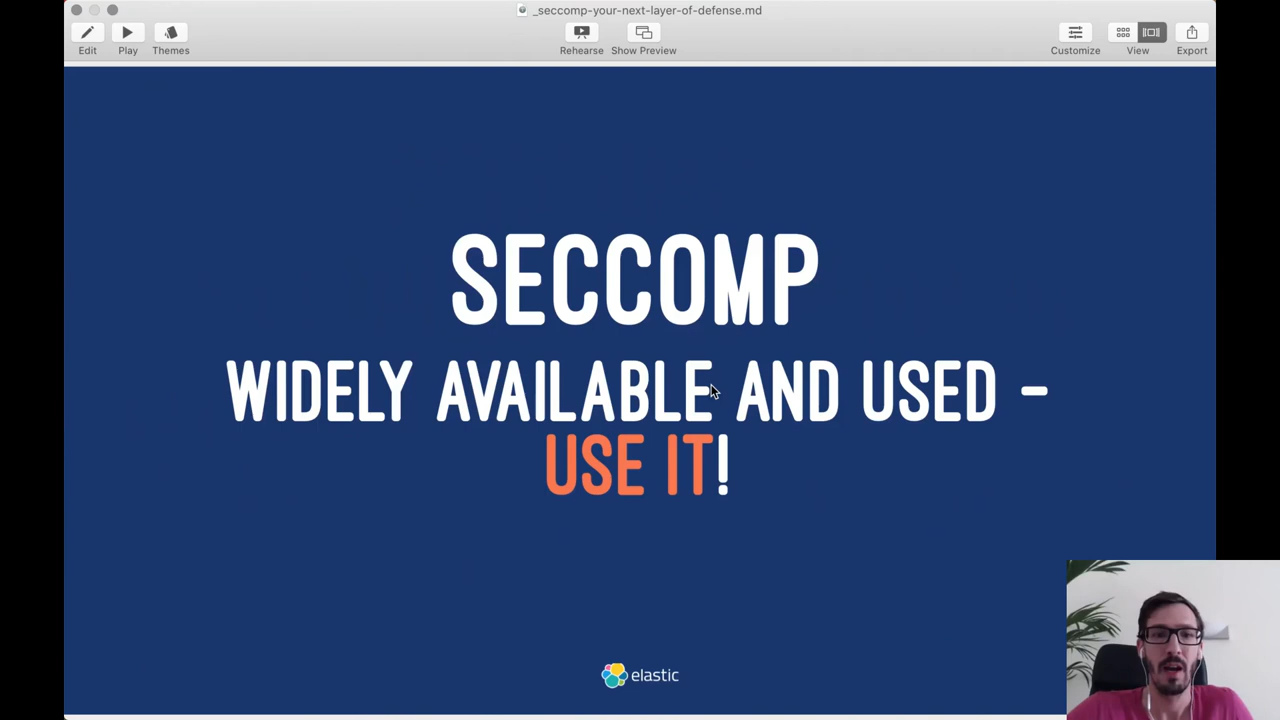 _seccomp-your-next-layer-of-defense.md
Edit Play Themes Rehearse Show Preview Customize View Export
SECCOMP
WIDELY AVAILABLE AND USED -
USE IT!
elastic